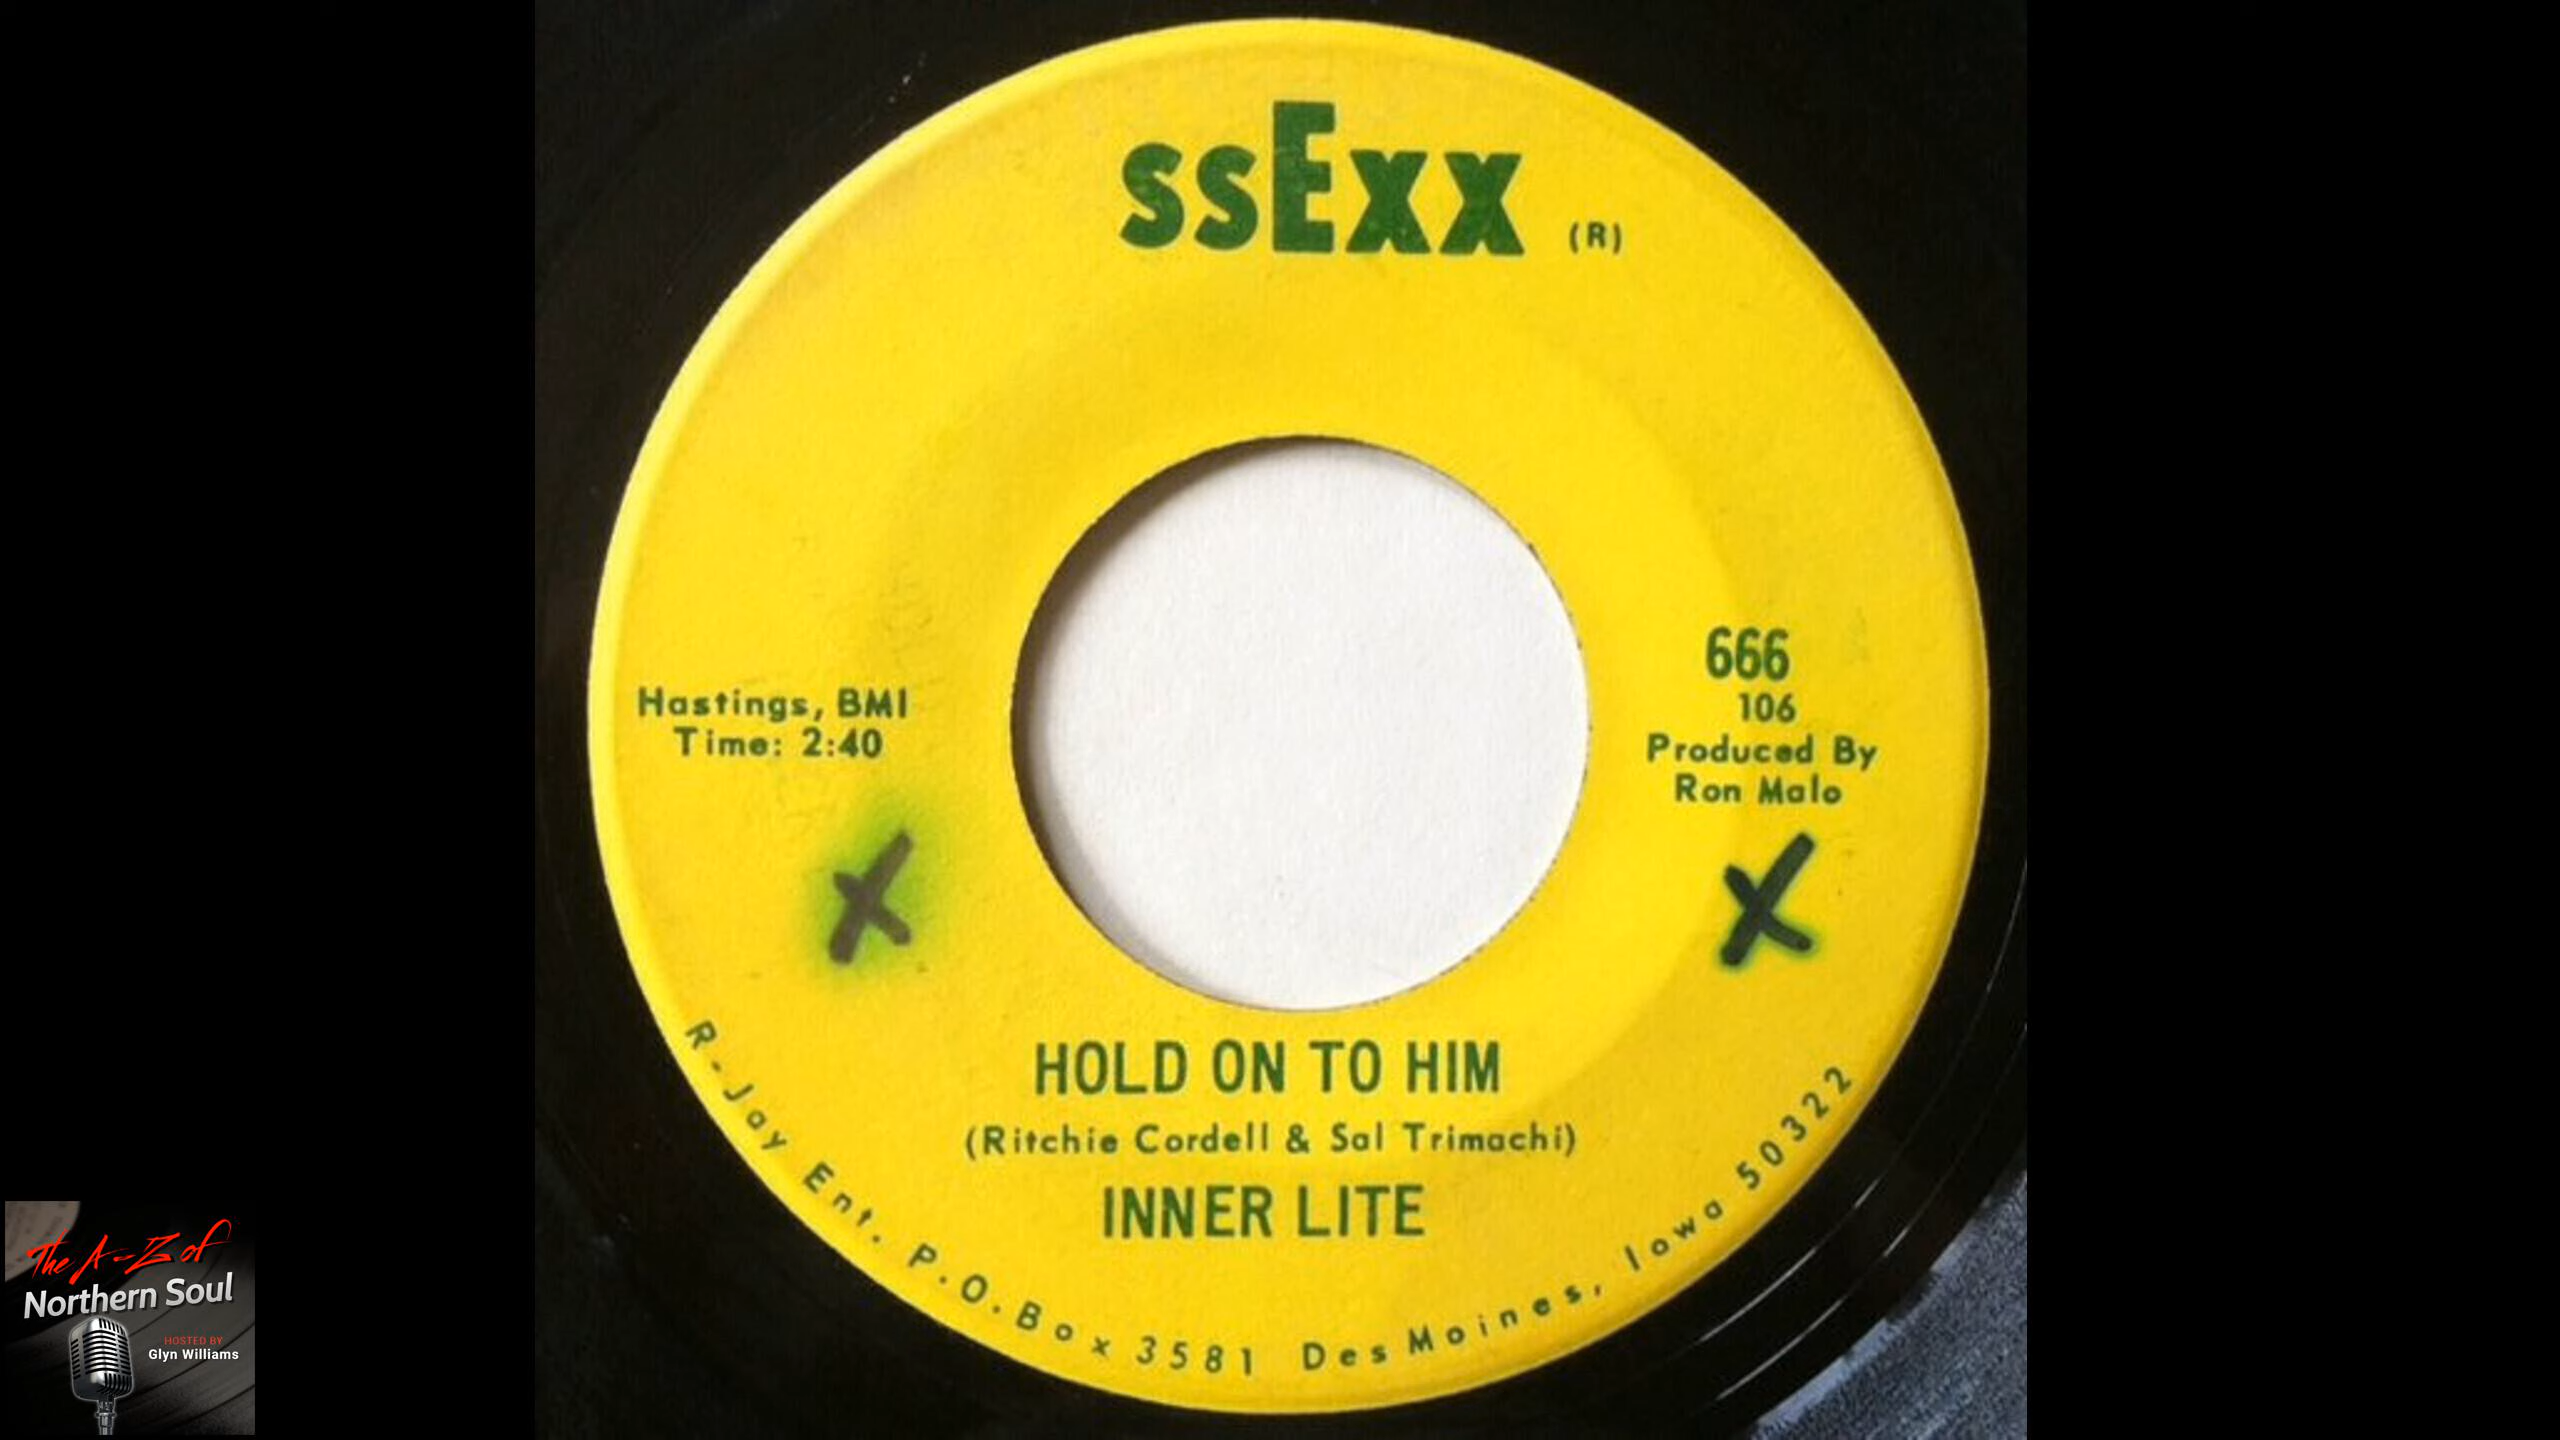 ssExx (R)
Hastings, BMI
Time: 2:40
666
106
Produced By
Ron Malo
X
X
HOLD ON TO HIM
(Ritchie Cordell & Sal Trimachi)
INNER LITE
R-Jay Ent. P.O.Box 3581 Des Moines, Iowa 50322
The A-Z of
Northern Soul
HOSTED BY
Glyn Williams